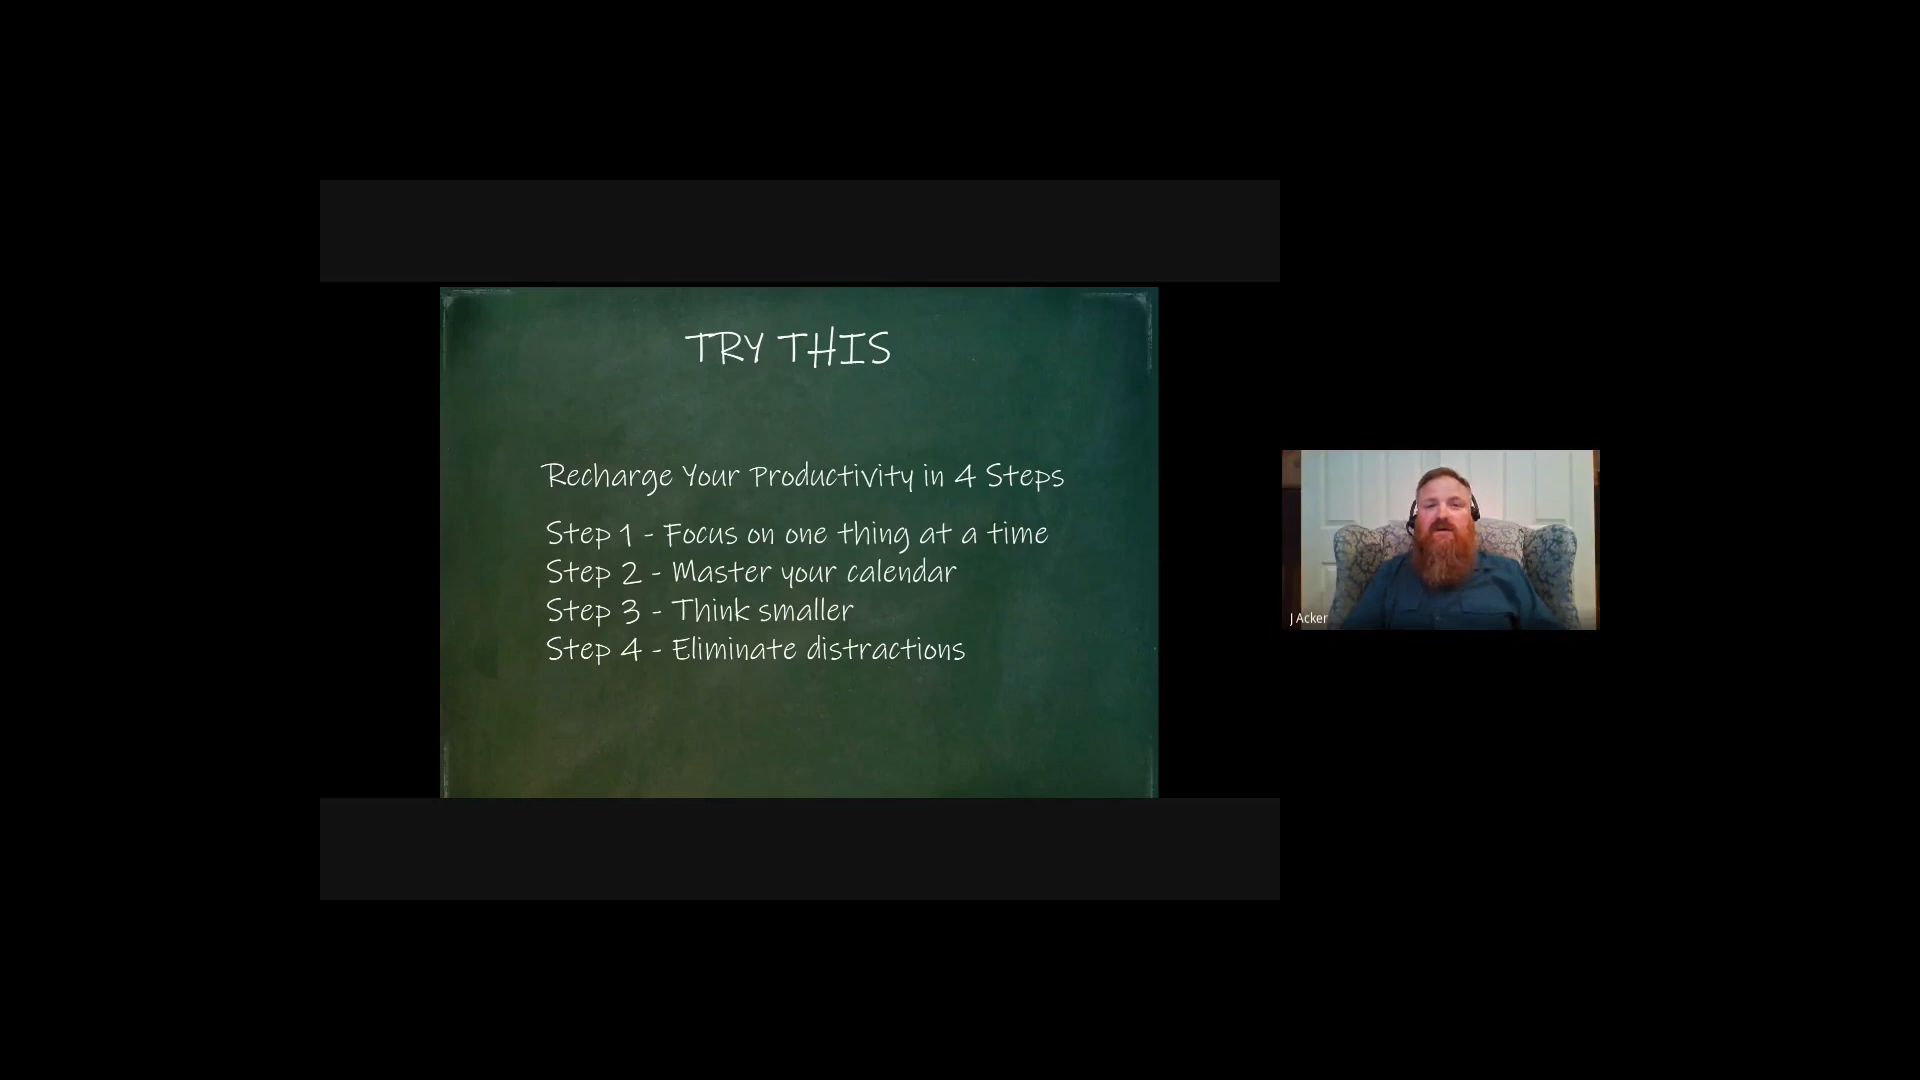 TRY THIS
Recharge Your Productivity in 4 Steps
Step 1 - Focus on one thing at a time
Step 2 - Master your calendar
Step 3 - Think smaller
Step 4 - Eliminate distractions
J Acker